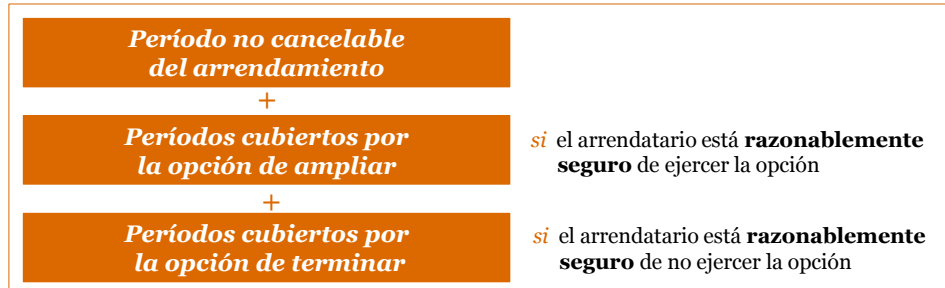 Período no cancelable
del arrendamiento
+
Períodos cubiertos por
la opción de ampliar
si el arrendatario está razonablemente
seguro de ejercer la opción
+
Períodos cubiertos por
la opción de terminar
si el arrendatario está razonablemente
seguro de no ejercer la opción